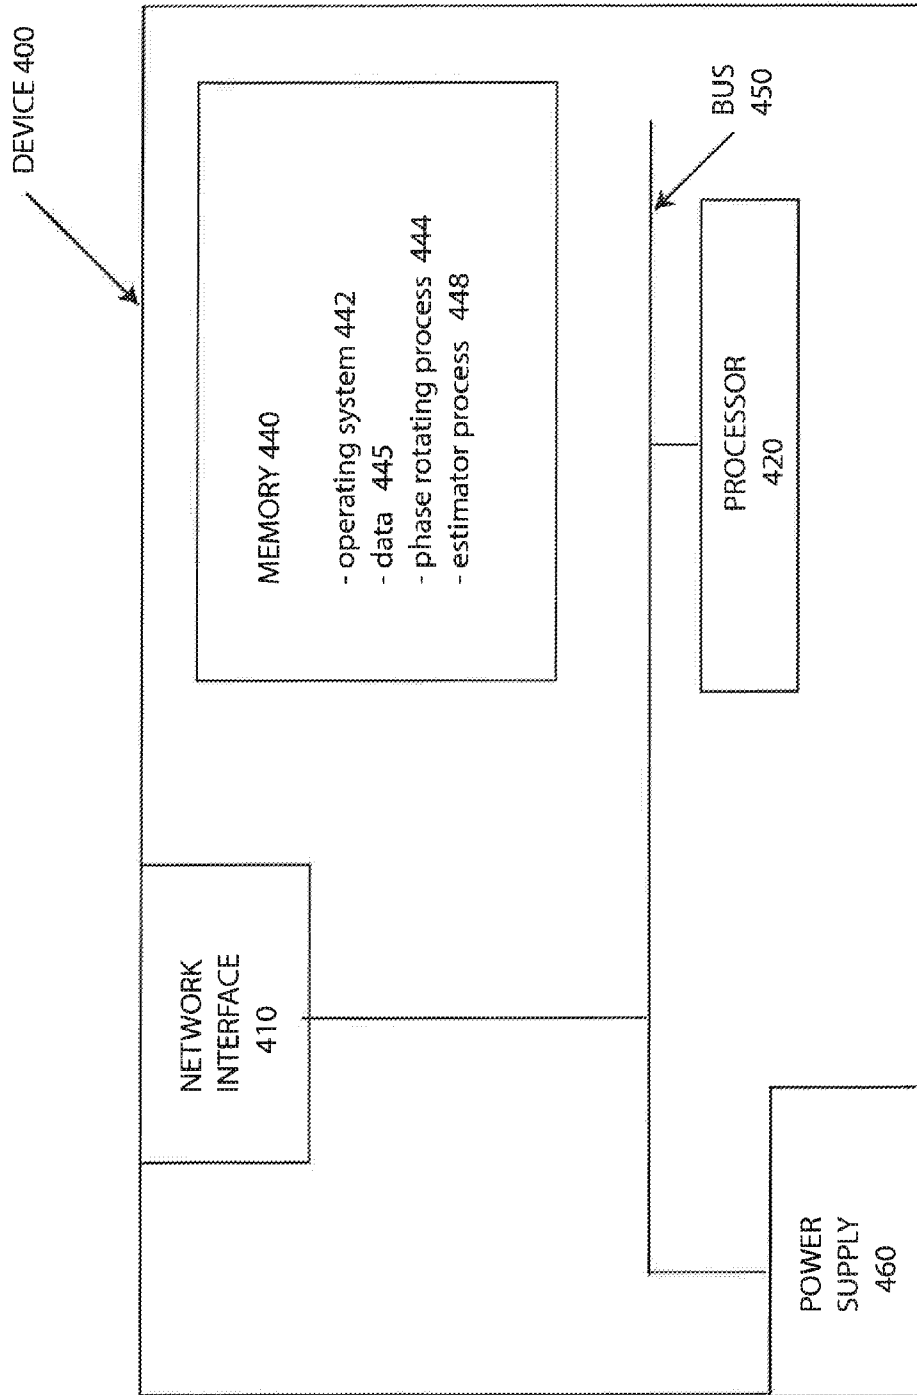 DEVICE 400
NETWORK
INTERFACE
410
MEMORY 440
- operating system 442
- data 445
- phase rotating process 444
- estimator process 448
BUS
450
POWER
SUPPLY
460
PROCESSOR
420